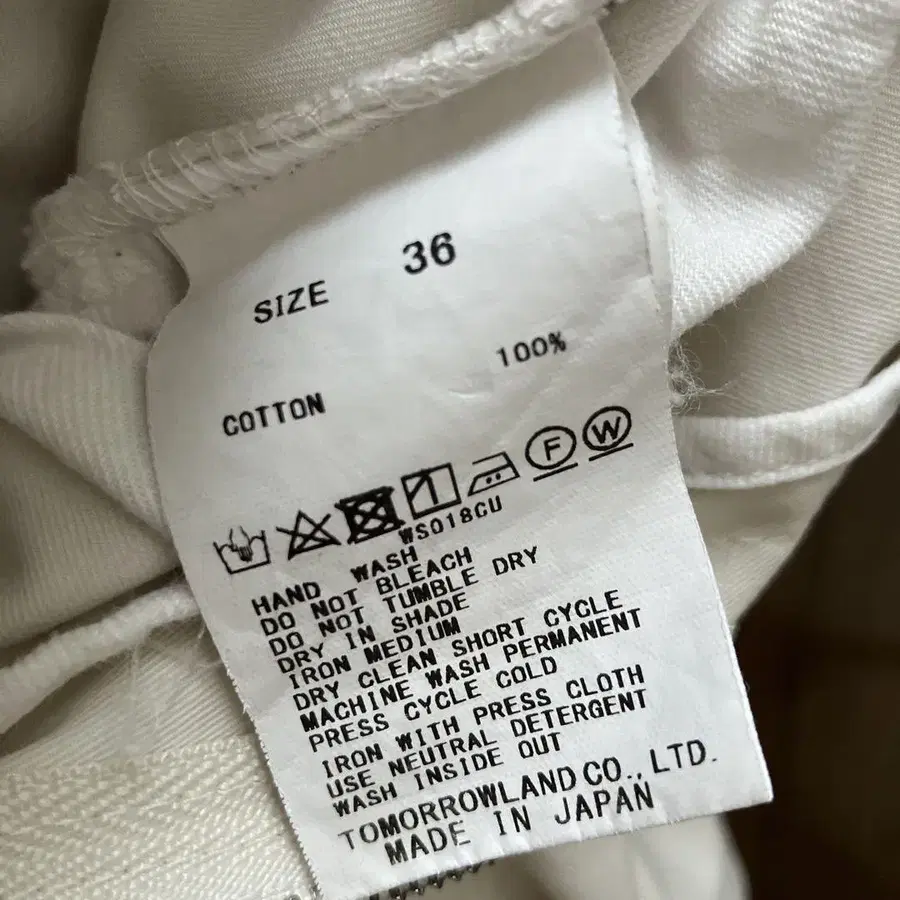 SIZE 36
COTTON 100%
F W
WS018CU
HAND WASH
DO NOT BLEACH
DO NOT TUMBLE DRY
DRY IN SHADE
IRON MEDIUM
DRY CLEAN SHORT CYCLE
MACHINE WASH PERMANENT
PRESS CYCLE COLD
IRON WITH PRESS CLOTH
USE NEUTRAL DETERGENT
WASH INSIDE OUT
TOMORROWLAND CO., LTD.
MADE IN JAPAN